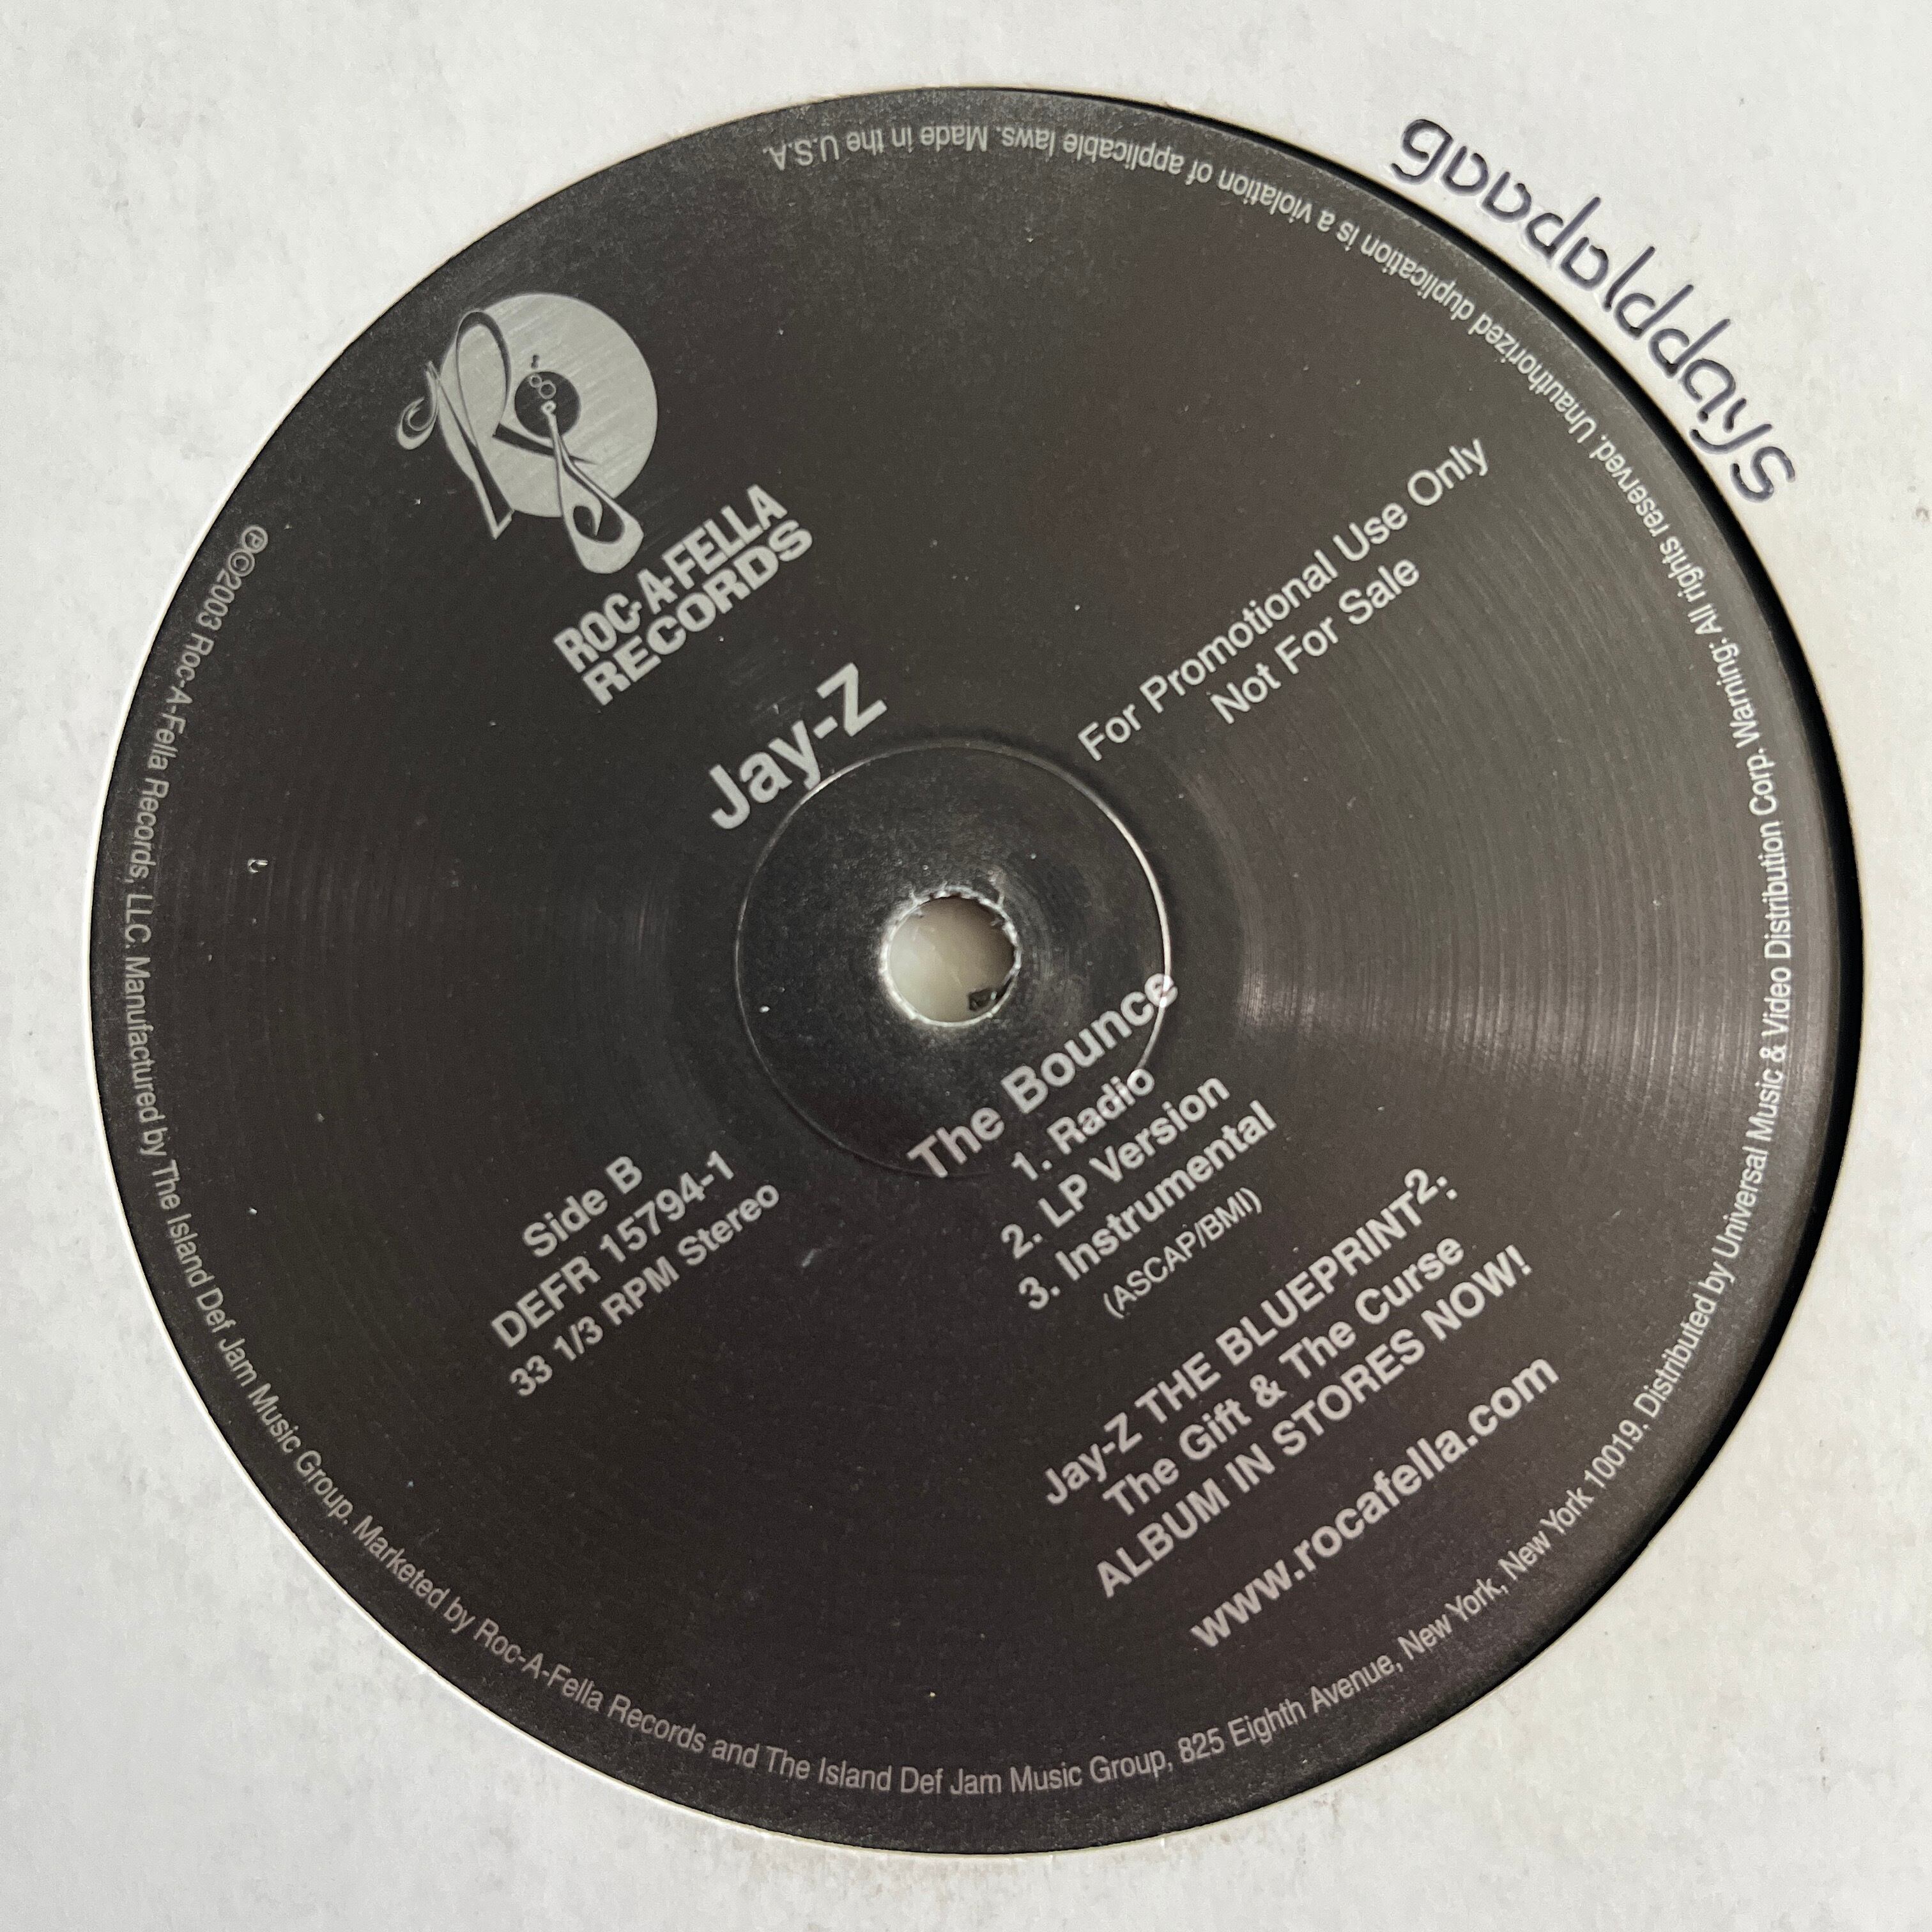 goodolddays
ROC-A-FELLA
RECORDS
Jay-Z
For Promotional Use Only
Not For Sale
Side B
DEFR 15794-1
33 1/3 RPM Stereo
The Bounce
1. Radio
2. LP Version
3. Instrumental
(ASCAP/BMI)
Jay-Z THE BLUEPRINT²:
The Gift & The Curse
ALBUM IN STORES NOW!
www.rocafella.com
℗©2003 Roc-A-Fella Records, LLC. Manufactured by The Island Def Jam Music Group. Marketed by Roc-A-Fella Records and The Island Def Jam Music Group, 825 Eighth Avenue, New York, New York 10019. Distributed by Universal Music & Video Distribution Corp. Warning: All rights reserved. Unauthorized duplication is a violation of applicable laws. Made in the U.S.A.